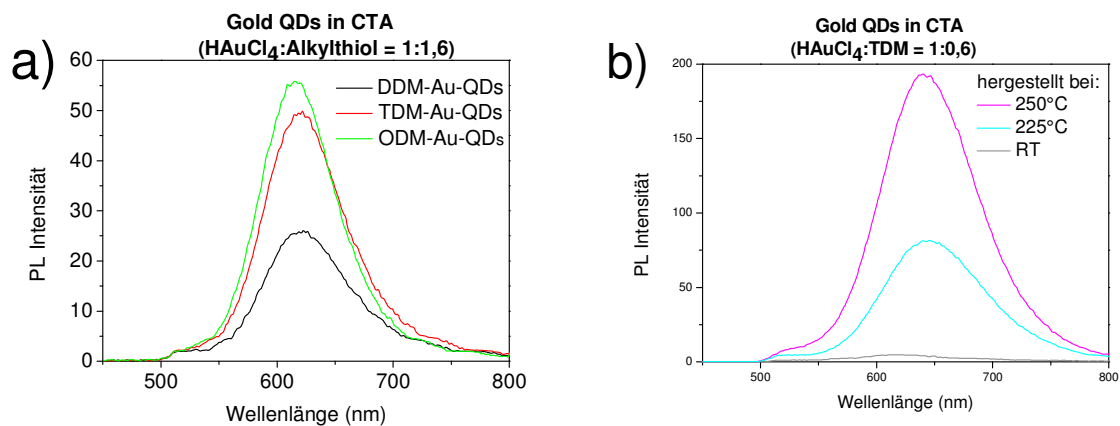 a)
Gold QDs in CTA
(HAuCl4:Alkylthiol = 1:1,6)
60
50
40
30
20
10
0
PL Intensität
DDM-Au-QDs
TDM-Au-QDs
ODM-Au-QDs
500
600
700
800
Wellenlänge (nm)
b)
Gold QDs in CTA
(HAuCl4:TDM = 1:0,6)
200
150
100
50
0
PL Intensität
hergestellt bei:
250°C
225°C
RT
500
600
700
800
Wellenlänge (nm)